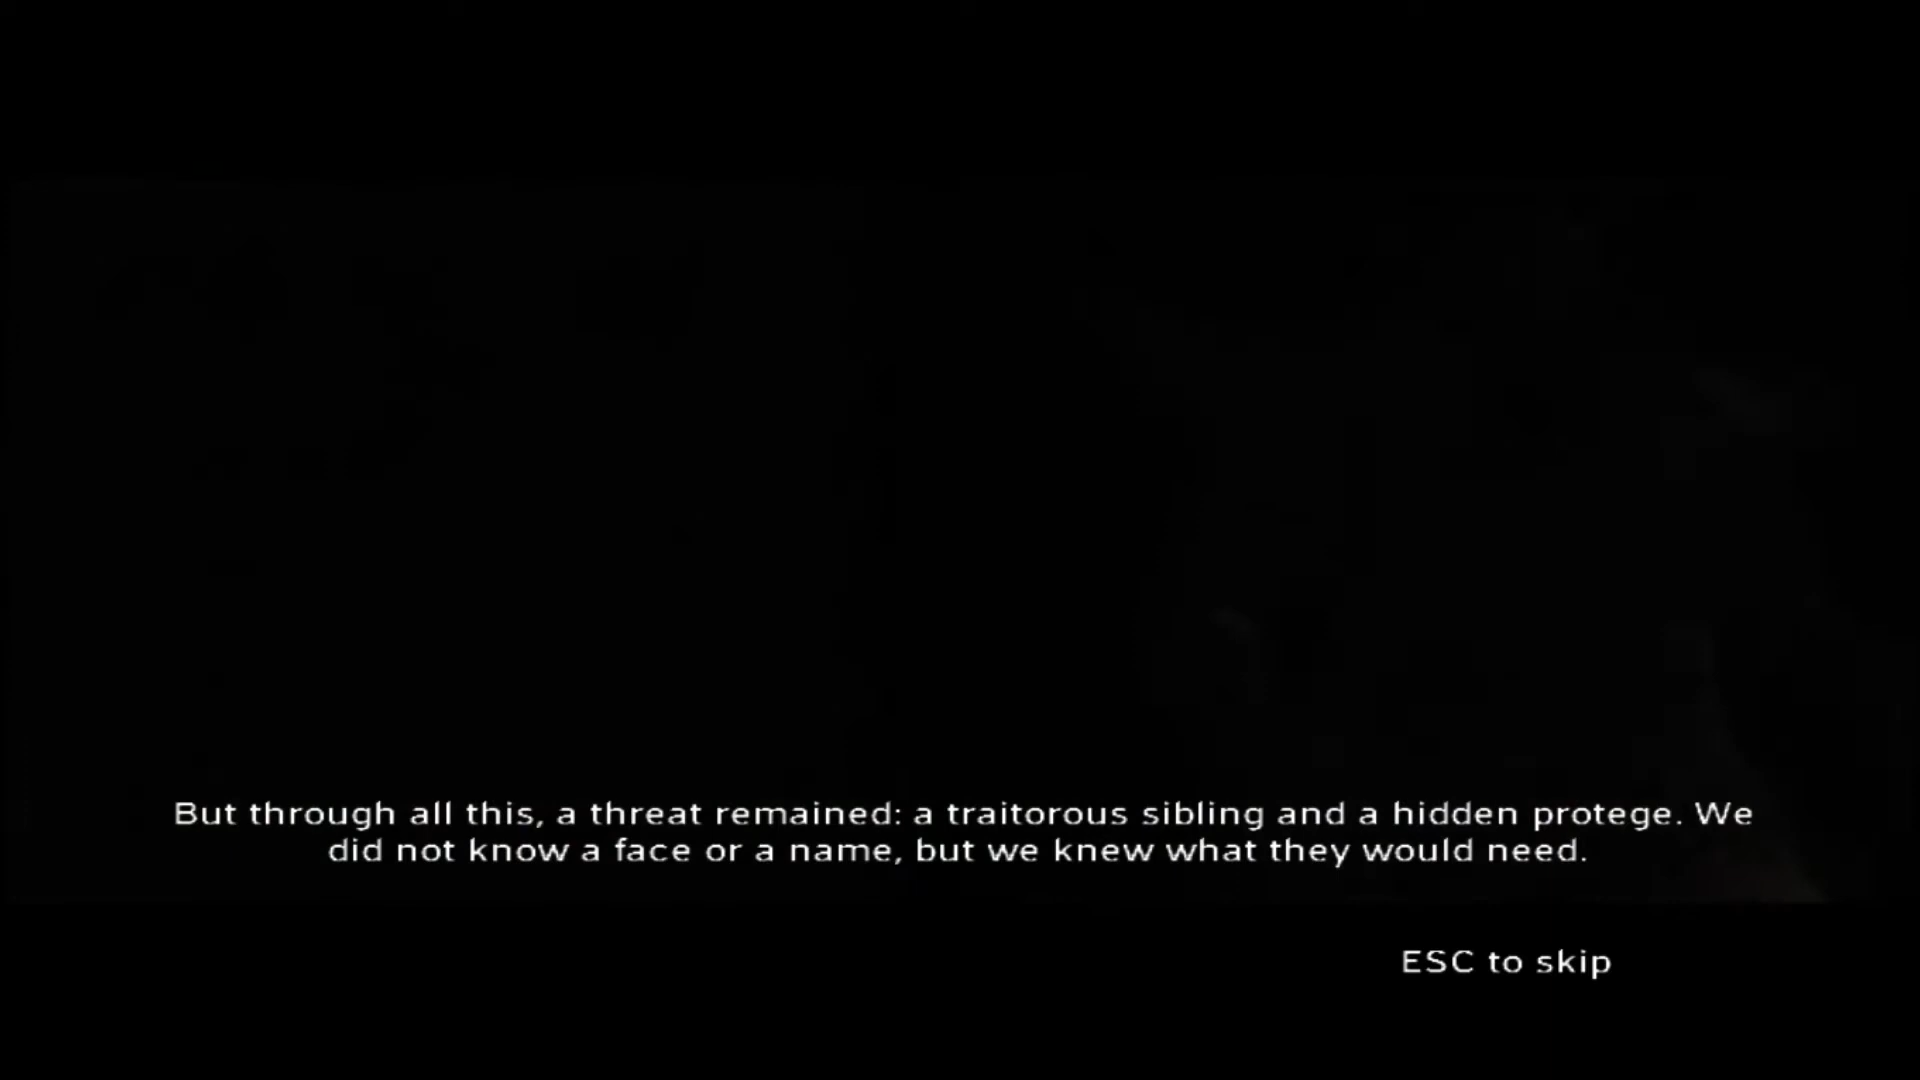 But through all this, a threat remained: a traitorous sibling and a hidden protege. We
did not know a face or a name, but we knew what they would need.
ESC to skip